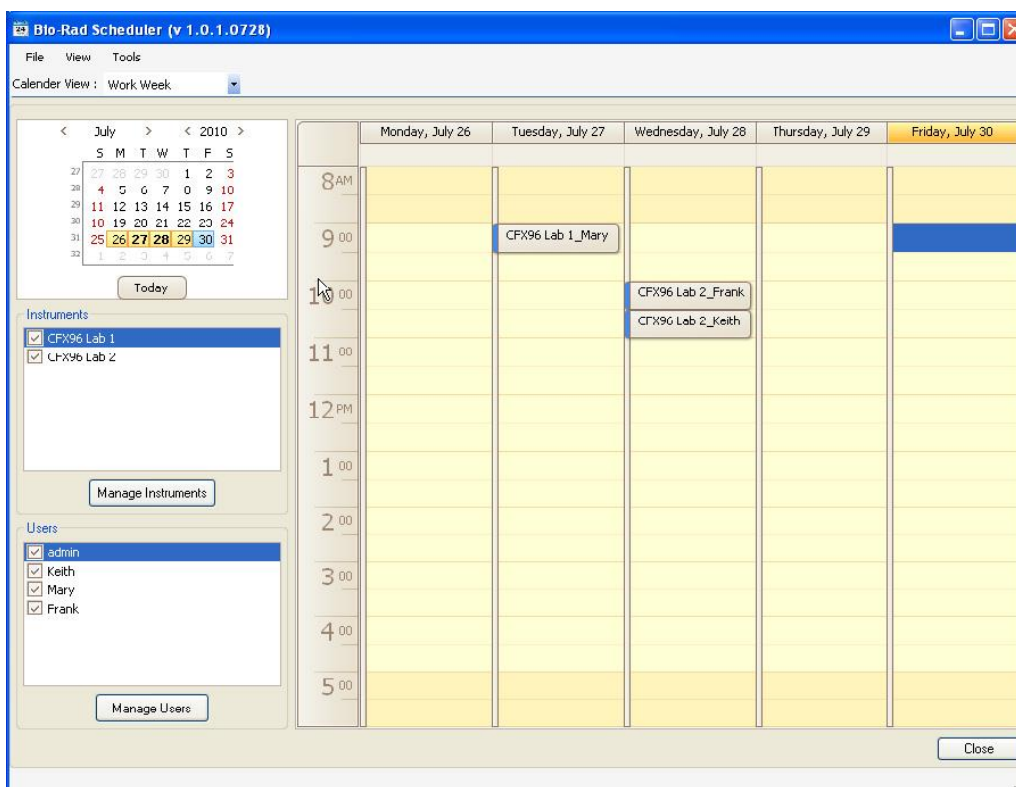 Bio-Rad Scheduler (v 1.0.1.0728)
File View Tools
Calender View : Work Week
< July > < 2010 >
S M T W T F S
27 27 28 29 30 1 2 3
28 4 5 6 7 8 9 10
29 11 12 13 14 15 16 17
30 18 19 20 21 22 23 24
31 25 26 27 28 29 30 31
32 1 2 3 4 5 6 7
Today
Instruments
CFX96 Lab 1
CFX96 Lab 2
Manage Instruments
Users
admin
Keith
Mary
Frank
Manage Users
Monday, July 26 Tuesday, July 27 Wednesday, July 28 Thursday, July 29 Friday, July 30
8 AM
9 00 CFX96 Lab 1_Mary
10 00 CFX96 Lab 2_Frank
CFX96 Lab 2_Keith
11 00
12 PM
1 00
2 00
3 00
4 00
5 00
Close